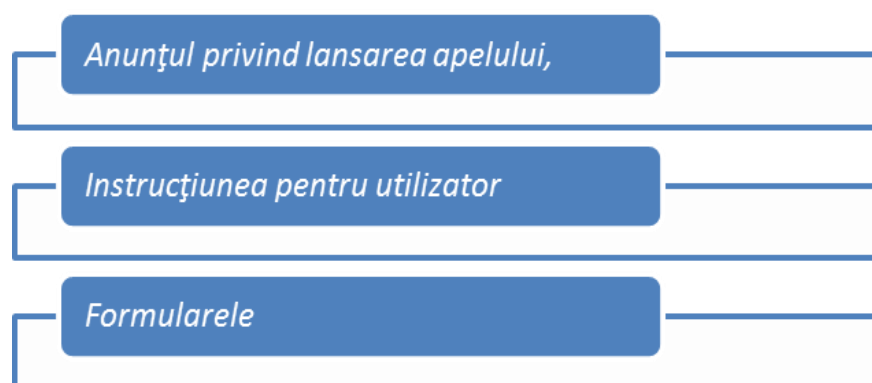 Anunţul privind lansarea apelului,
Instrucţiunea pentru utilizator
Formularele